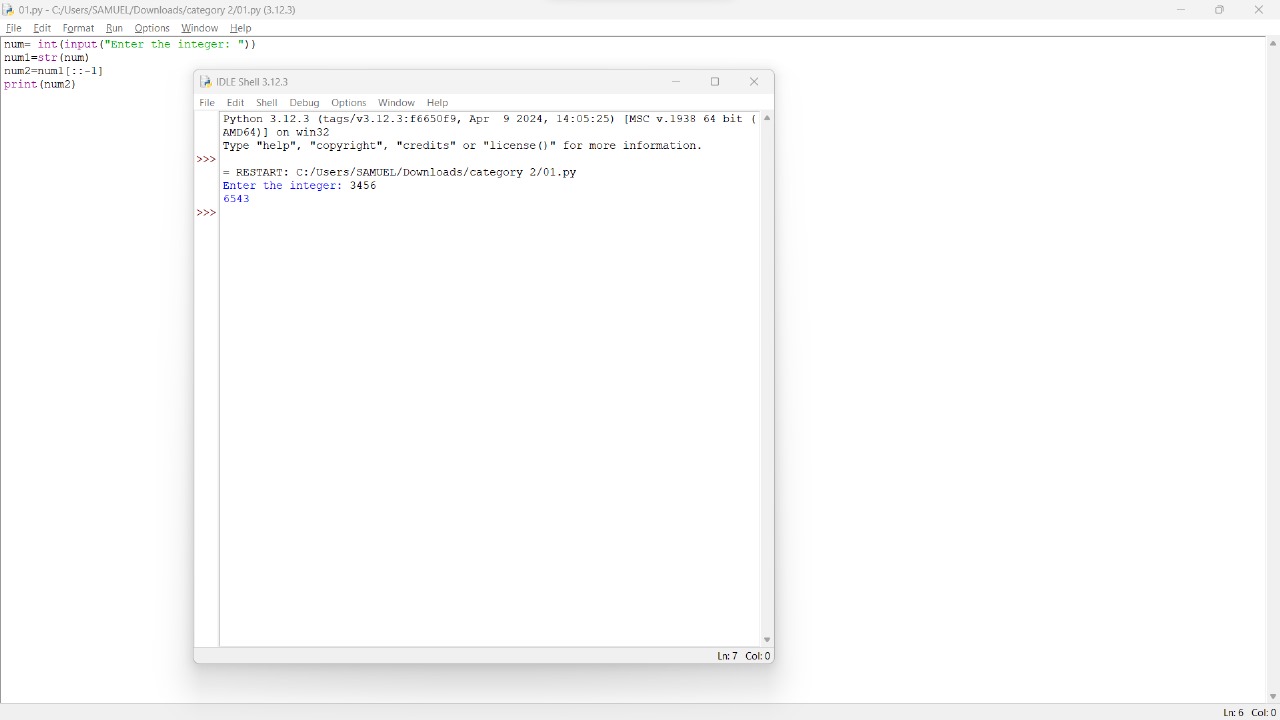 01.py - C:/Users/SAMUEL/Downloads/category 2/01.py (3.12.3)
File Edit Format Run Options Window Help
num= int(input("Enter the integer: "))
num1=str(num)
num2=num1[::-1]
print(num2)
IDLE Shell 3.12.3
File Edit Shell Debug Options Window Help
Python 3.12.3 (tags/v3.12.3:f6650f9, Apr  9 2024, 14:05:25) [MSC v.1938 64 bit (
AMD64)] on win32
Type "help", "copyright", "credits" or "license()" for more information.
>>>
= RESTART: C:/Users/SAMUEL/Downloads/category 2/01.py
Enter the integer: 3456
6543
>>>
Ln: 7 Col: 0
Ln: 6 Col: 0